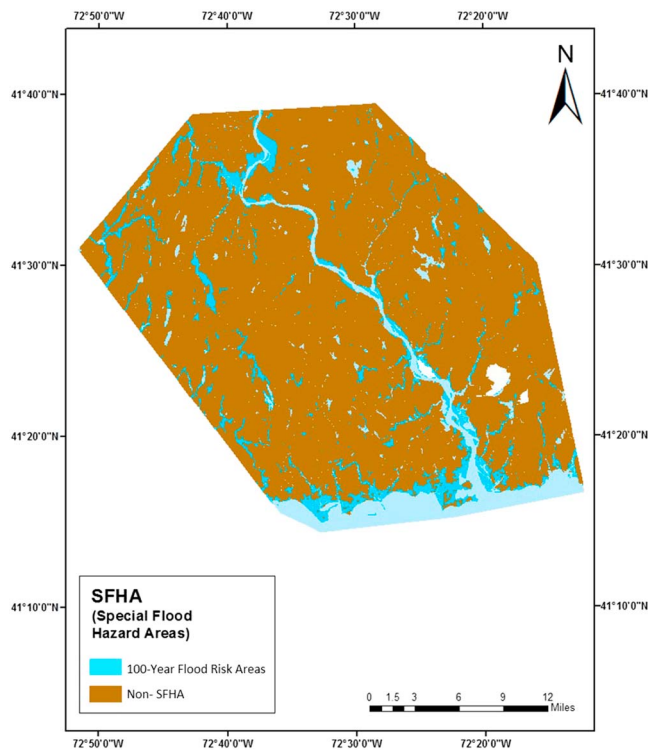 72°50'0"W 72°40'0"W 72°30'0"W 72°20'0"W
N
41°40'0"N 41°40'0"N
41°30'0"N 41°30'0"N
41°20'0"N 41°20'0"N
41°10'0"N 41°10'0"N
SFHA
(Special Flood
Hazard Areas)
100-Year Flood Risk Areas
Non- SFHA
0 1.5 3 6 9 12
Miles
72°50'0"W 72°40'0"W 72°30'0"W 72°20'0"W